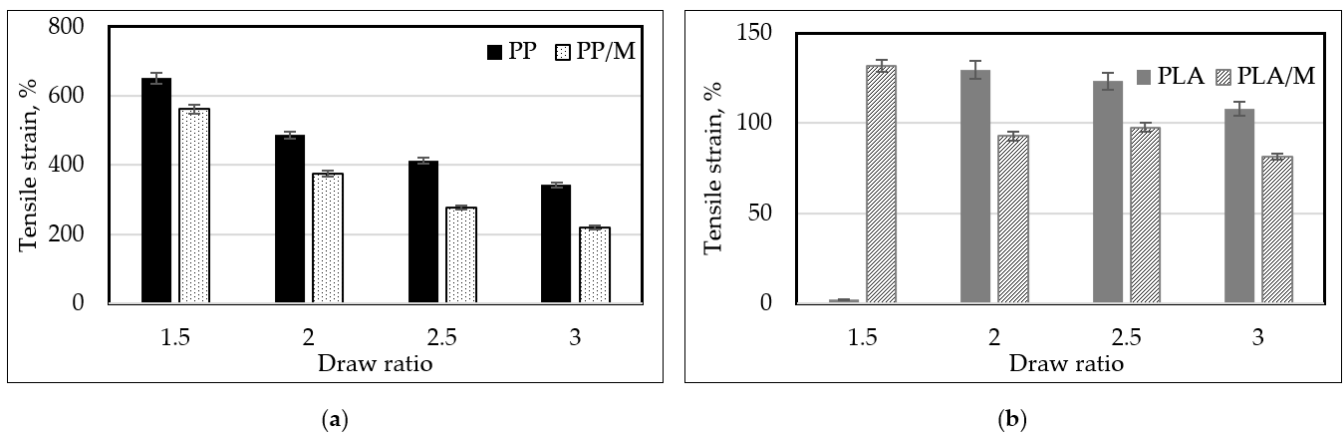 800
600
400
200
0
Tensile strain, %
PP PP/M
1.5 2 2.5 3
Draw ratio
(a)
150
100
50
0
Tensile strain, %
PLA PLA/M
1.5 2 2.5 3
Draw ratio
(b)